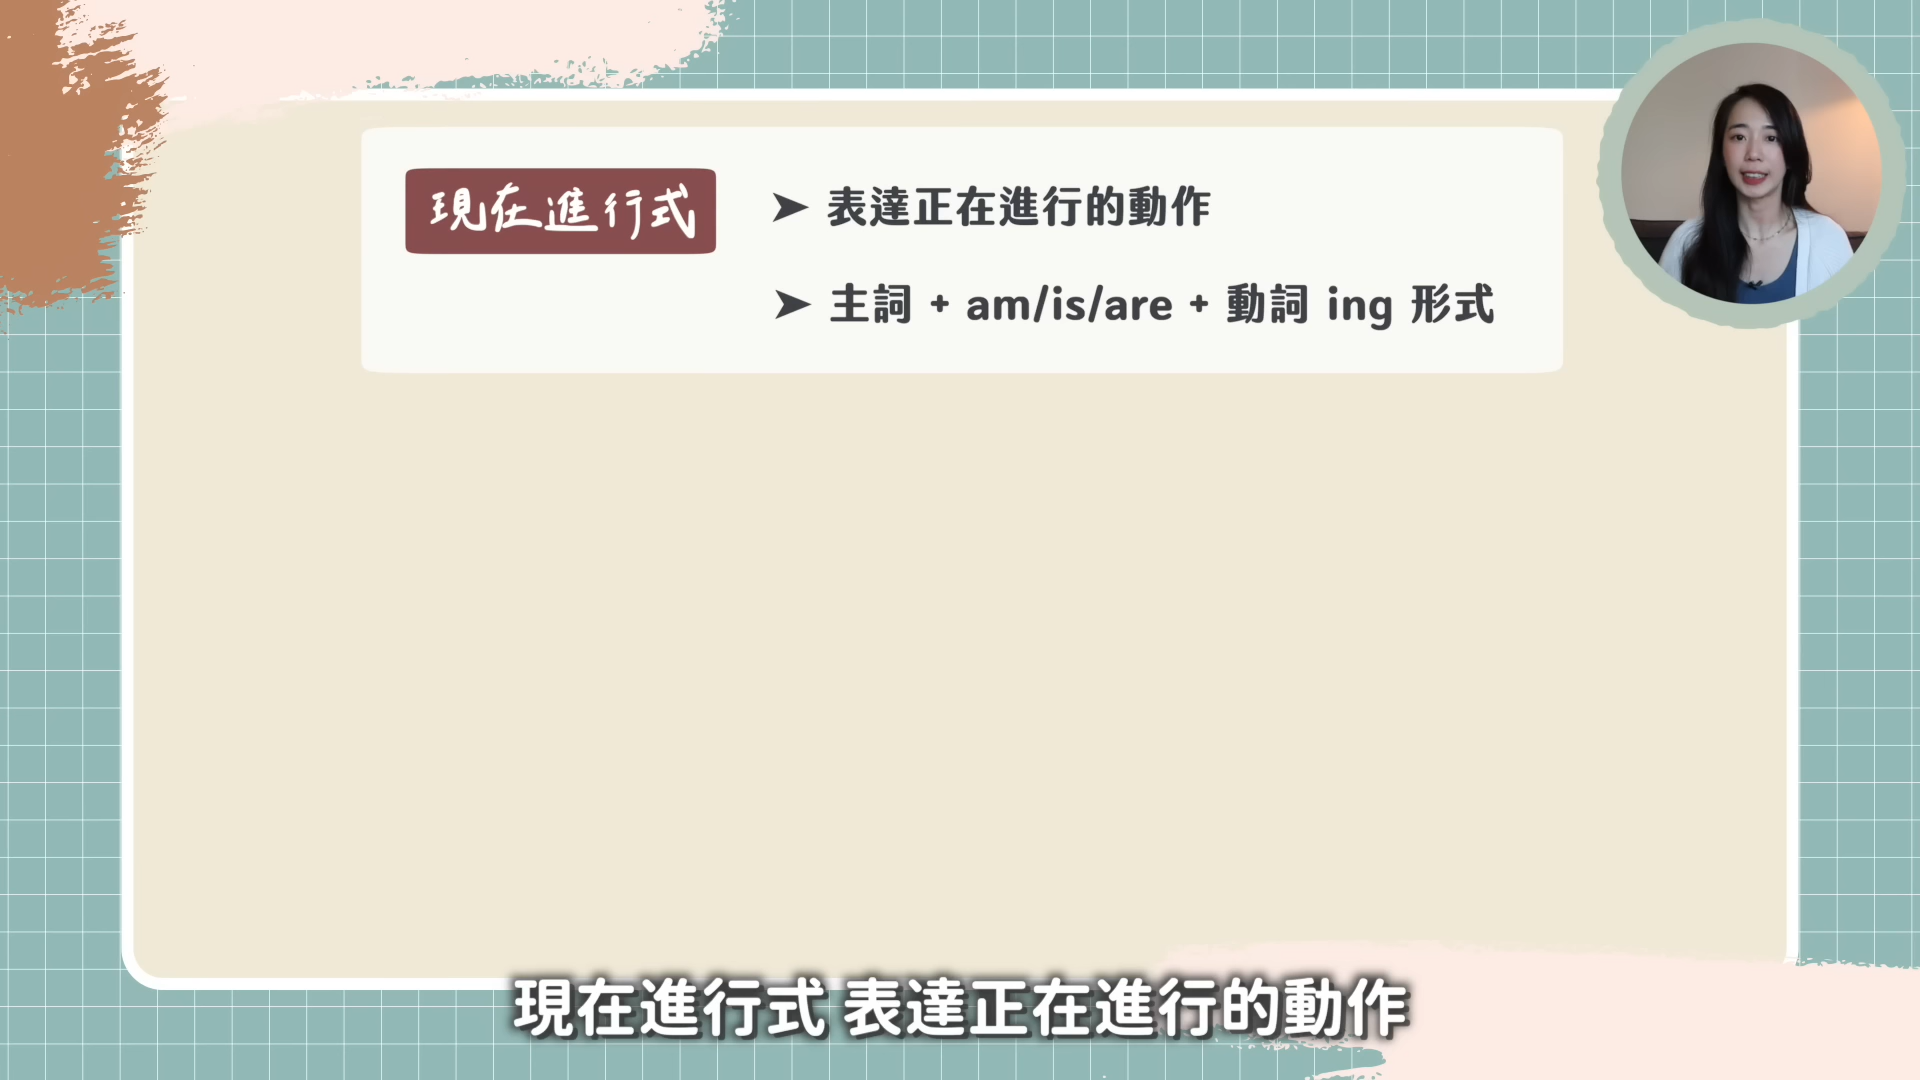 現在進行式
➤ 表達正在進行的動作
➤ 主詞 + am/is/are + 動詞 ing 形式
現在進行式 表達正在進行的動作